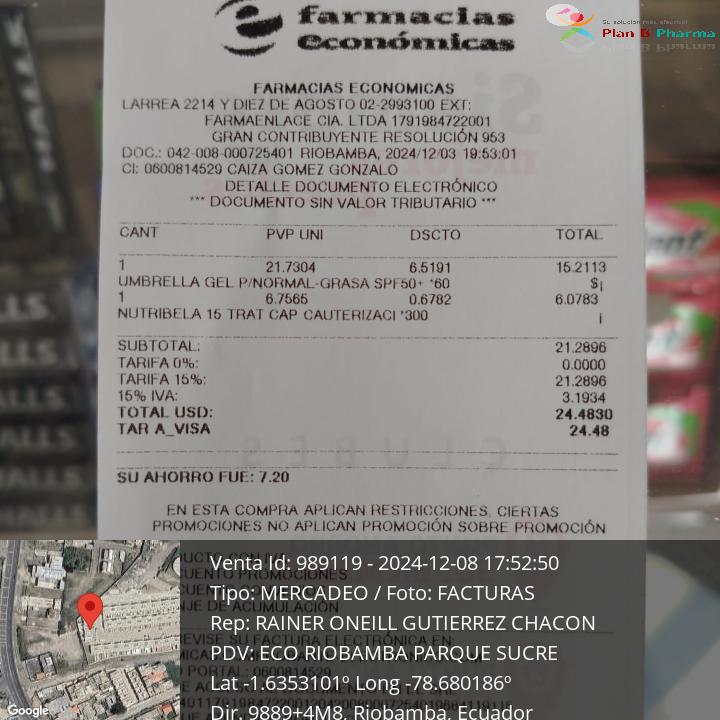 farmacias
económicas
Su solución más efectiva!
Plan B Pharma
FARMACIAS ECONOMICAS
LARREA 2214 Y DIEZ DE AGOSTO 02-2993100 EXT:
FARMAENLACE CIA. LTDA 1791984722001
GRAN CONTRIBUYENTE RESOLUCIÓN 953
DOC.: 042-008-000725401 RIOBAMBA, 2024/12/03 19:53:01
CI: 0600814529 CAIZA GOMEZ GONZALO
DETALLE DOCUMENTO ELECTRÓNICO
*** DOCUMENTO SIN VALOR TRIBUTARIO ***
CANT PVP UNI DSCTO TOTAL
1 21.7304 6.5191 15.2113
UMBRELLA GEL P/NORMAL-GRASA SPF50+ *60 $¡
1 6.7565 0.6782 6.0783
NUTRIBELA 15 TRAT CAP CAUTERIZACI *300 ¡
SUBTOTAL: 21.2896
TARIFA 0%: 0.0000
TARIFA 15%: 21.2896
15% IVA: 3.1934
TOTAL USD: 24.4830
TAR A_VISA 24.48
SU AHORRO FUE: 7.20
EN ESTA COMPRA APLICAN RESTRICCIONES, CIERTAS
PROMOCIONES NO APLICAN PROMOCIÓN SOBRE PROMOCIÓN
Venta Id: 989119 - 2024-12-08 17:52:50
Tipo: MERCADEO / Foto: FACTURAS
Rep: RAINER ONEILL GUTIERREZ CHACON
PDV: ECO RIOBAMBA PARQUE SUCRE
Lat -1.6353101º Long -78.680186º
Dir. 9889+4M8, Riobamba, Ecuador
Google